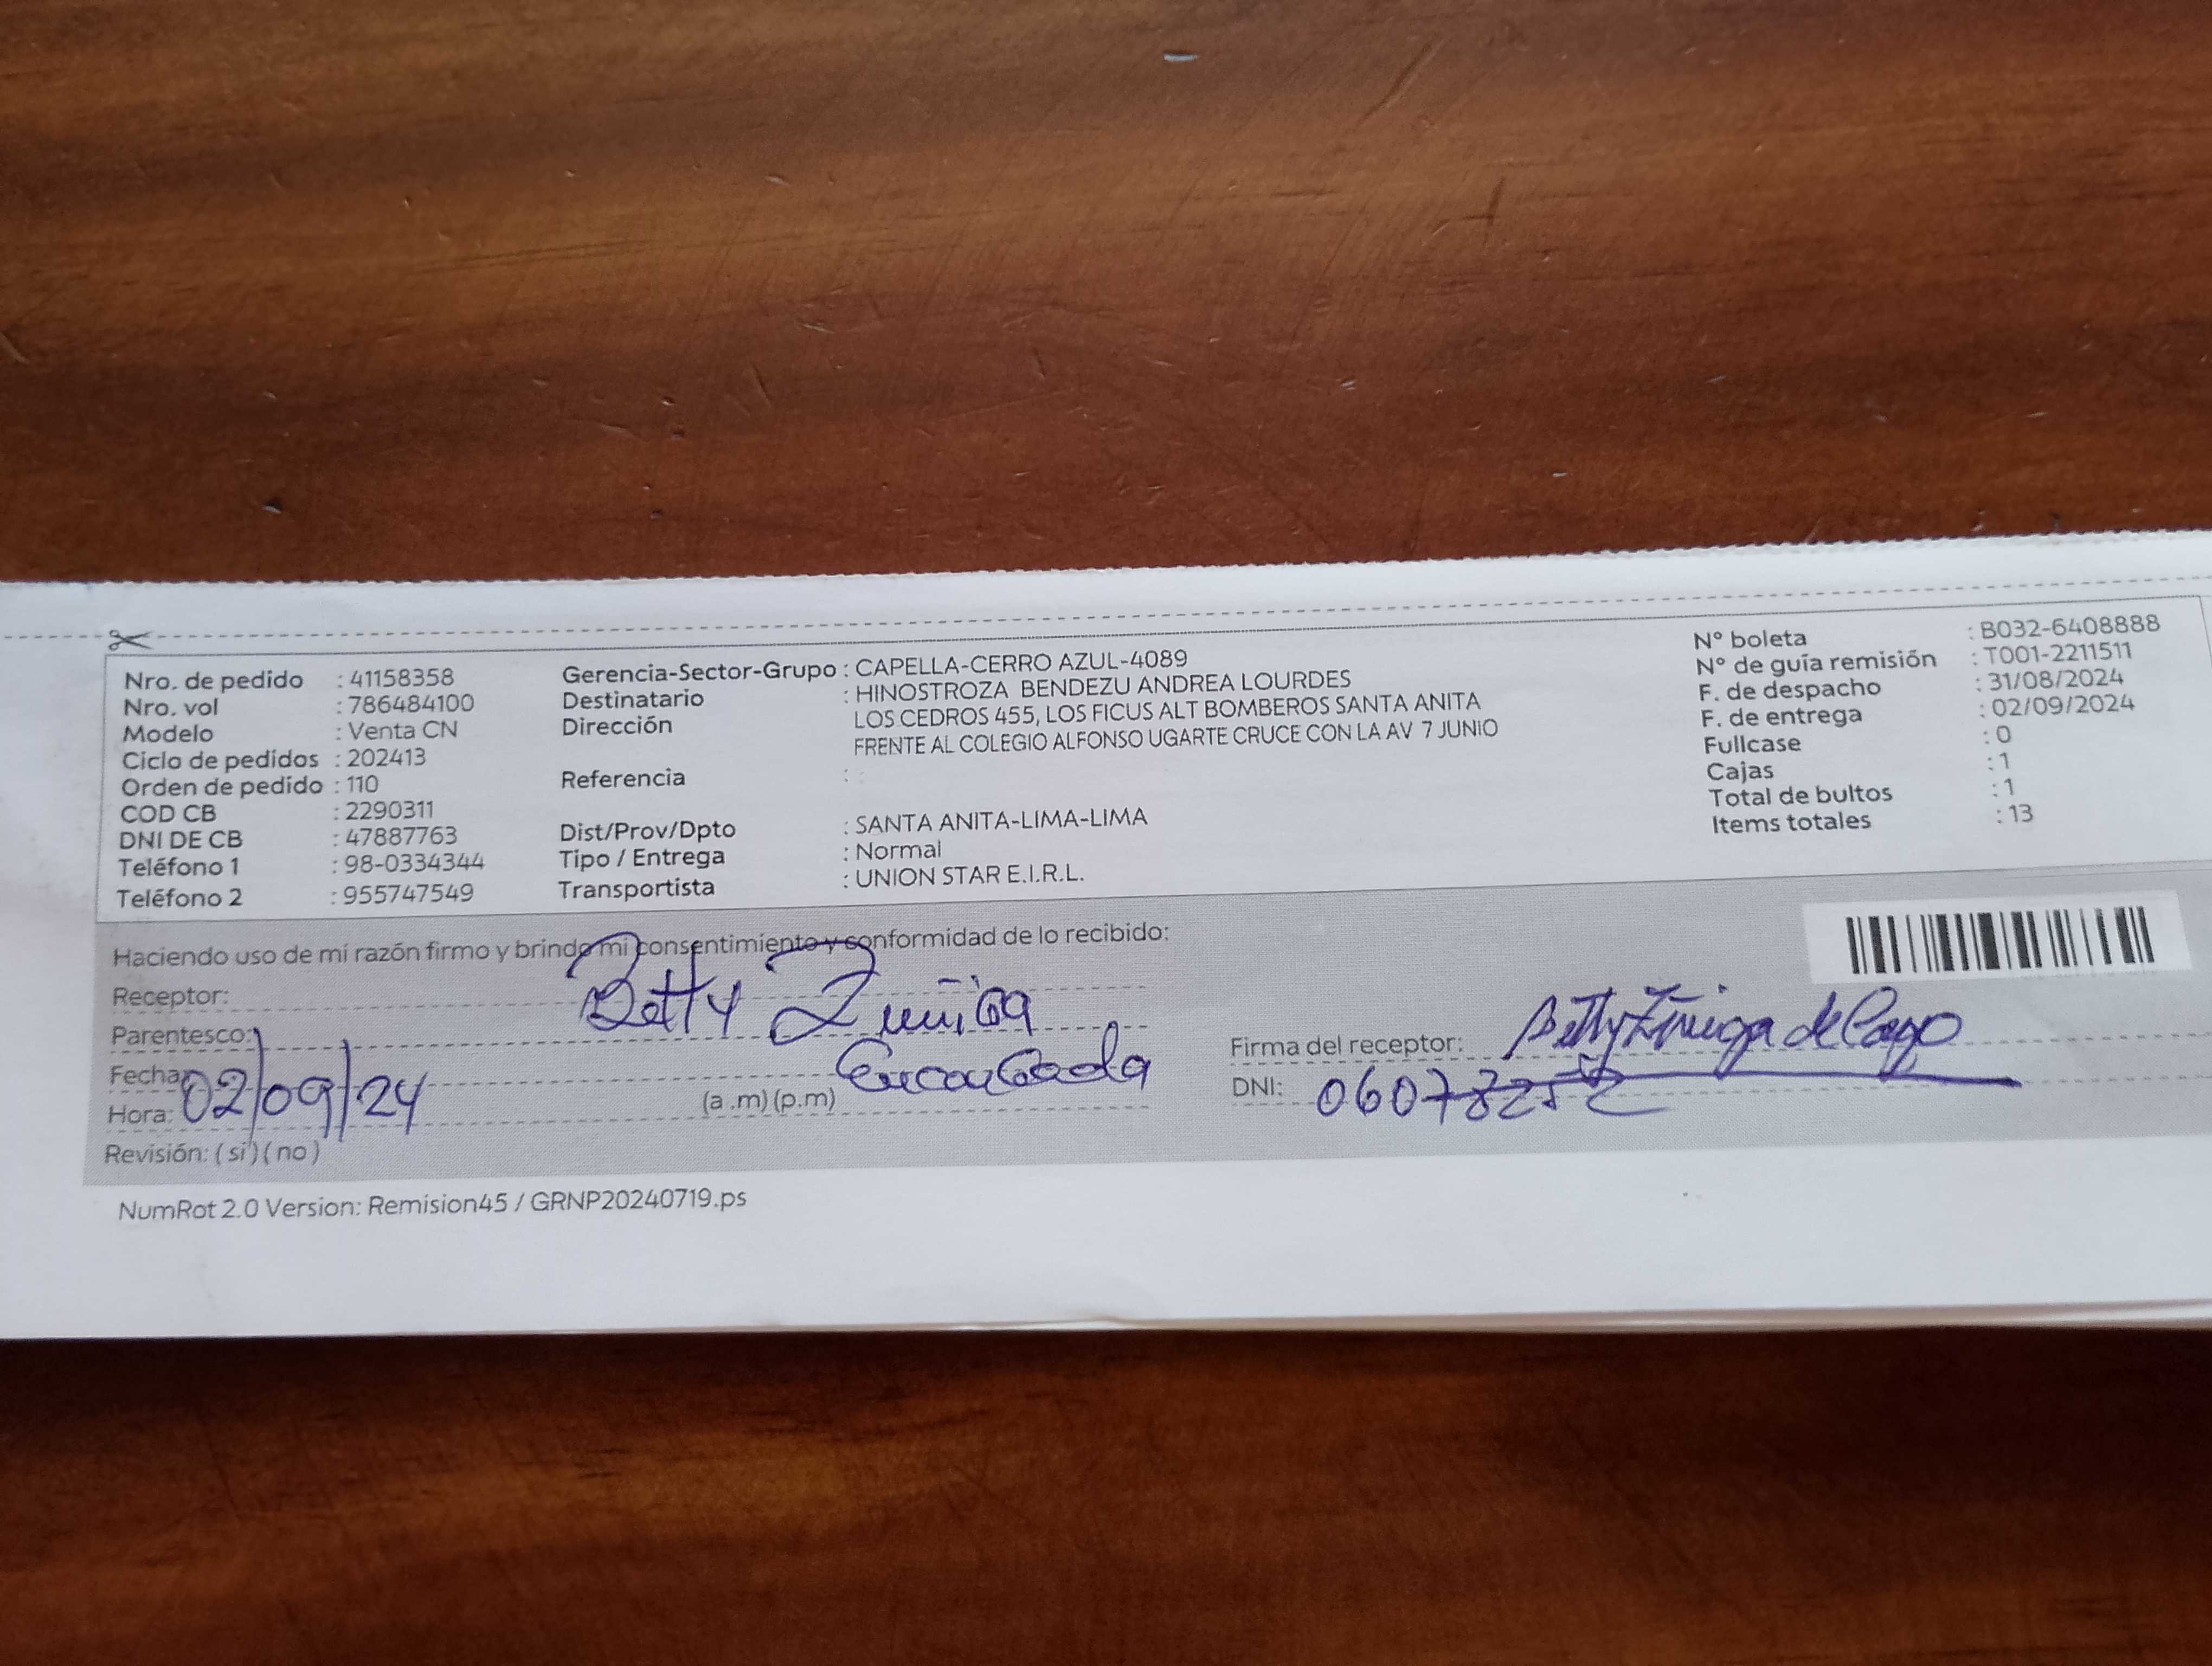 Nro. de pedido : 41158358
Nro. vol : 786484100
Modelo : Venta CN
Ciclo de pedidos : 202413
Orden de pedido : 110
COD CB : 2290311
DNI DE CB : 47887763
Teléfono 1 : 98-0334344
Teléfono 2 : 955747549
Gerencia-Sector-Grupo : CAPELLA-CERRO AZUL-4089
Destinatario : HINOSTROZA BENDEZU ANDREA LOURDES
Dirección LOS CEDROS 455, LOS FICUS ALT BOMBEROS SANTA ANITA
FRENTE AL COLEGIO ALFONSO UGARTE CRUCE CON LA AV 7 JUNIO
Referencia :
Dist/Prov/Dpto : SANTA ANITA-LIMA-LIMA
Tipo / Entrega : Normal
Transportista : UNION STAR E.I.R.L.
N° boleta : B032-6408888
N° de guía remisión : T001-2211511
F. de despacho : 31/08/2024
F. de entrega : 02/09/2024
Fullcase : 0
Cajas : 1
Total de bultos : 1
Items totales : 13
Haciendo uso de mi razón firmo y brindo mi consentimiento y conformidad de lo recibido:
Receptor: Betty Zuñiga
Parentesco: Encargada
Fecha: 02/09/24
Hora: (a .m) (p.m)
Revisión: ( si ) ( no )
Firma del receptor: Betty Zuñiga de
DNI:
NumRot 2.0 Version: Remision45 / GRNP20240719.ps